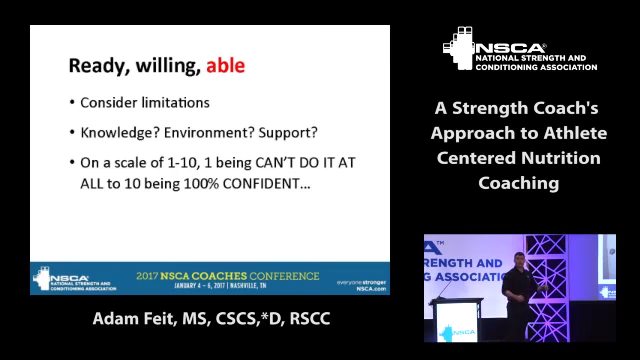 Ready, willing, able
• Consider limitations
• Knowledge? Environment? Support?
• On a scale of 1-10, 1 being CAN'T DO IT AT
ALL to 10 being 100% CONFIDENT...
NSCA
NATIONAL STRENGTH AND
CONDITIONING ASSOCIATION
2017 NSCA COACHES CONFERENCE
JANUARY 4 – 6, 2017 | NASHVILLE, TN
everyone stronger
NSCA.com
Adam Feit, MS, CSCS,*D, RSCC
NSCA
NATIONAL STRENGTH AND
CONDITIONING ASSOCIATION
A Strength Coach's
Approach to Athlete
Centered Nutrition
Coaching
CA™
RENGTH AND
G ASSOCIATION